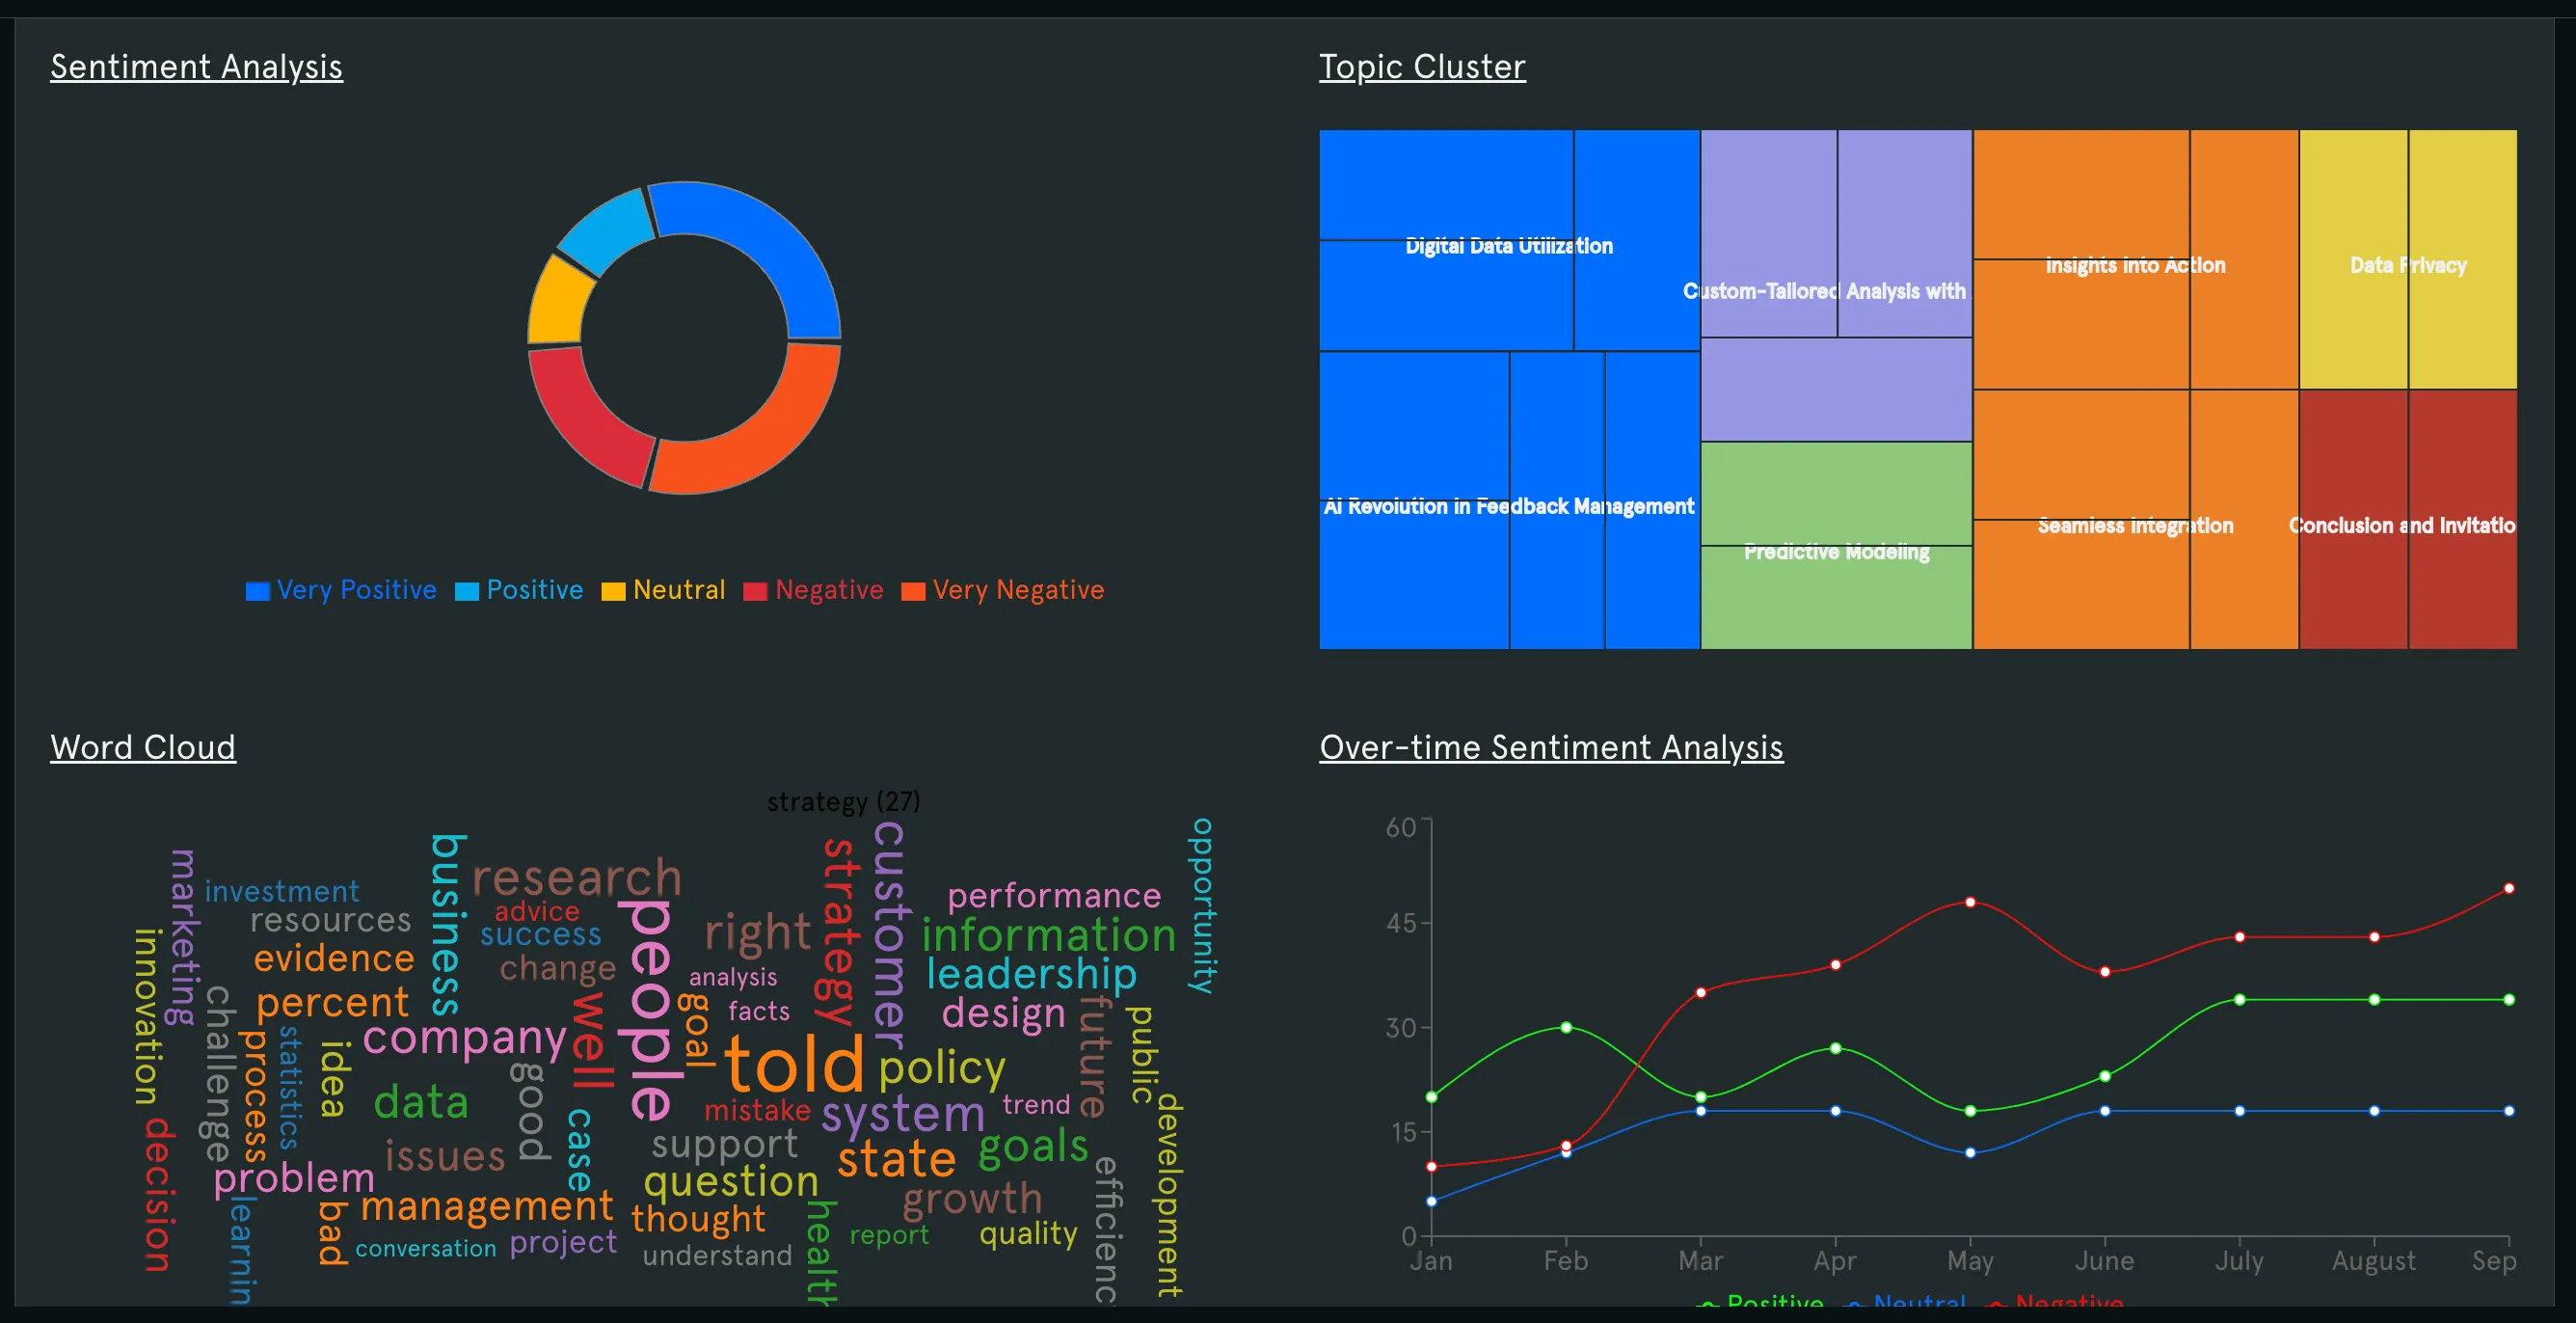 Sentiment Analysis
Very Positive Positive Neutral Negative Very Negative
Topic Cluster
Digital Data Utilization
Custom-Tailored Analysis with
Insights into Action
Data Privacy
AI Revolution in Feedback Management
Predictive Modeling
Seamless Integration
Conclusion and Invitatio
Word Cloud
strategy (27)
opportunity
customer
strategy
business
research
marketing
investment
performance
resources
advice
people
right
information
success
innovation
evidence
change
analysis
leadership
challenge
percent
well
goal
facts
design
future
public
process
statistics
idea
company
told
policy
good
data
case
mistake
system
trend
development
decision
issues
support
state
goals
problem
question
efficienc
learnin
bad
management
thought
health
growth
conversation
project
understand
report
quality
Over-time Sentiment Analysis
60
45
30
15
0
Jan Feb Mar Apr May June July August Sep
Positive Neutral Negative